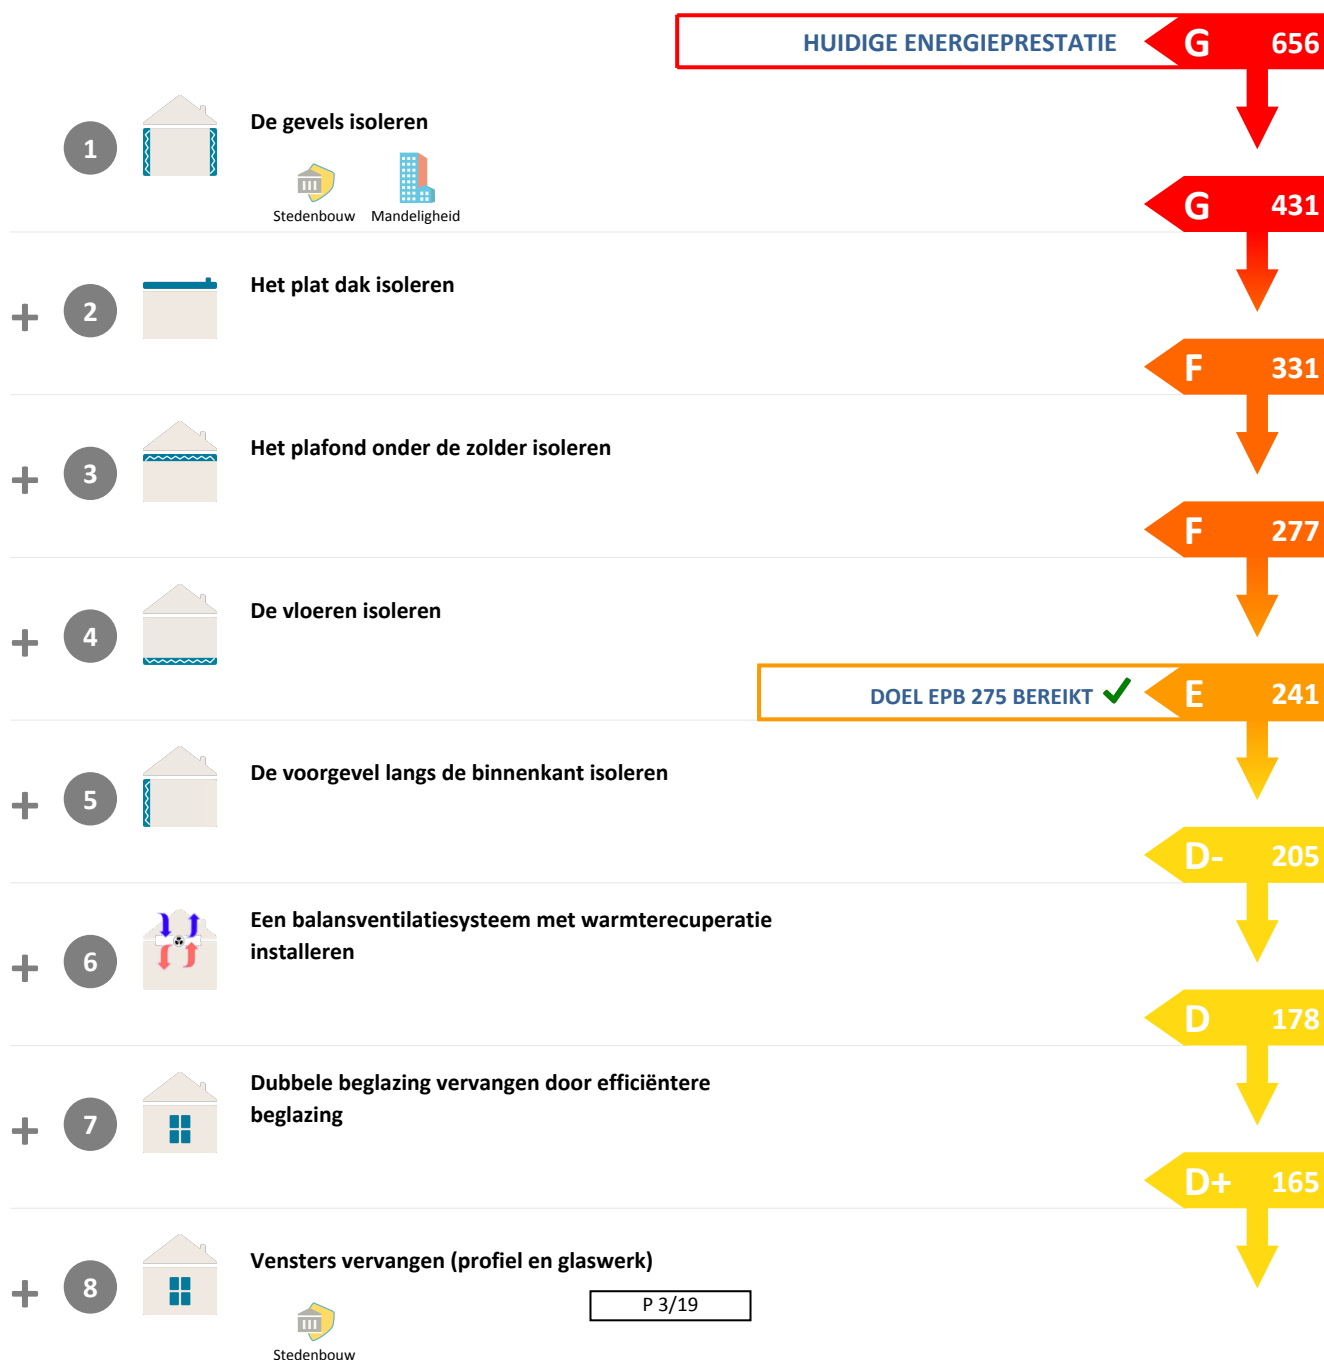 HUIDIGE ENERGIEPRESTATIE G 656
1 De gevels isoleren
Stedenbouw Mandeligheid
G 431
+ 2 Het plat dak isoleren
F 331
+ 3 Het plafond onder de zolder isoleren
F 277
+ 4 De vloeren isoleren
DOEL EPB 275 BEREIKT ✓ E 241
+ 5 De voorgevel langs de binnenkant isoleren
D- 205
+ 6 Een balansventilatiesysteem met warmterecuperatie
installeren
D 178
+ 7 Dubbele beglazing vervangen door efficiëntere
beglazing
D+ 165
+ 8 Vensters vervangen (profiel en glaswerk)
P 3/19
Stedenbouw